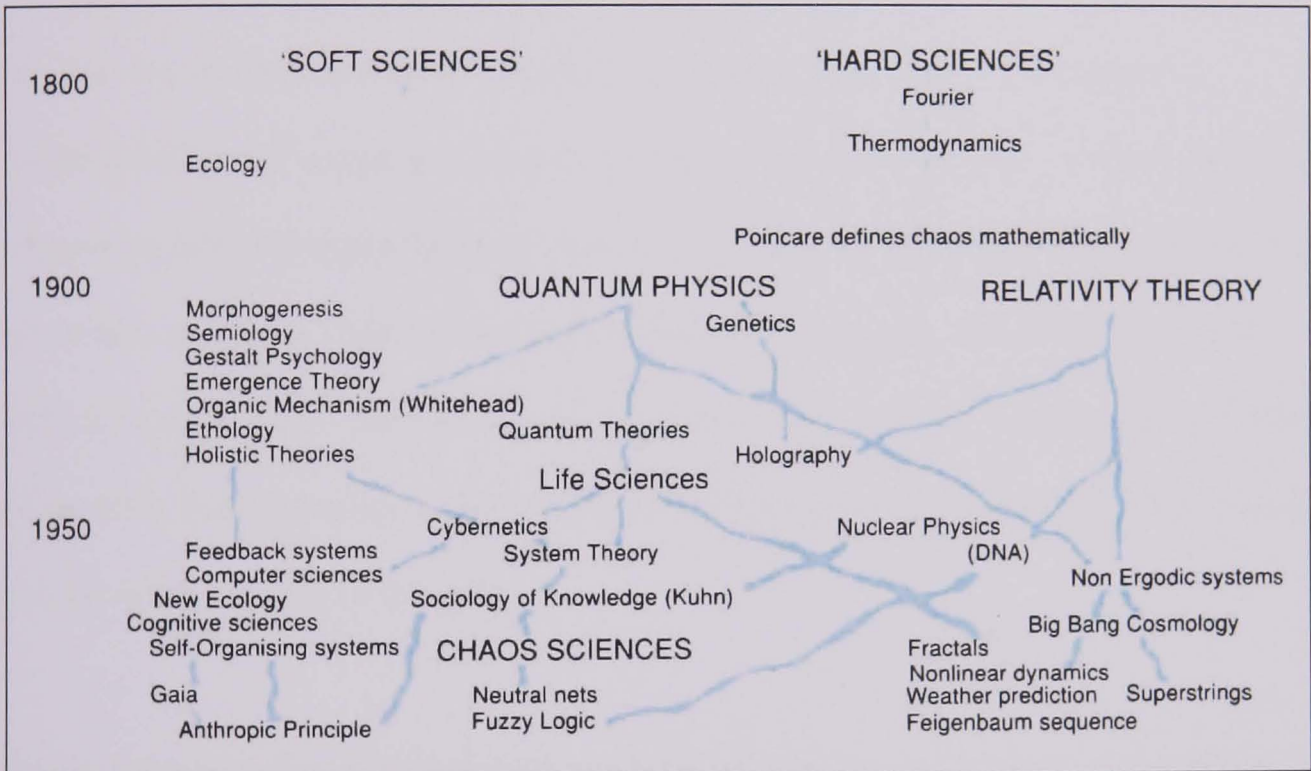 'SOFT SCIENCES'
'HARD SCIENCES'
1800
Fourier
Thermodynamics
Ecology
Poincare defines chaos mathematically
1900
QUANTUM PHYSICS
RELATIVITY THEORY
Morphogenesis
Semiology
Gestalt Psychology
Emergence Theory
Organic Mechanism (Whitehead)
Ethology
Holistic Theories
Genetics
Quantum Theories
Holography
Life Sciences
1950
Cybernetics
System Theory
Nuclear Physics
(DNA)
Feedback systems
Computer sciences
New Ecology
Cognitive sciences
Self-Organising systems
Sociology of Knowledge (Kuhn)
Non Ergodic systems
Big Bang Cosmology
CHAOS SCIENCES
Fractals
Nonlinear dynamics
Weather prediction
Superstrings
Feigenbaum sequence
Gaia
Anthropic Principle
Neutral nets
Fuzzy Logic